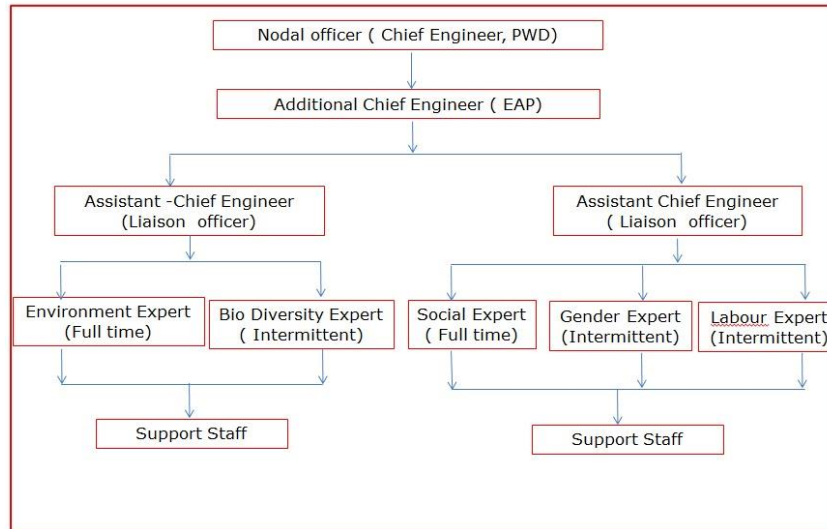 Nodal officer ( Chief Engineer, PWD)
Additional Chief Engineer ( EAP)
Assistant -Chief Engineer
(Liaison officer)
Assistant Chief Engineer
( Liaison officer)
Environment Expert
(Full time)
Bio Diversity Expert
( Intermittent)
Social Expert
( Full time)
Gender Expert
(Intermittent)
Labour Expert
(Intermittent)
Support Staff
Support Staff